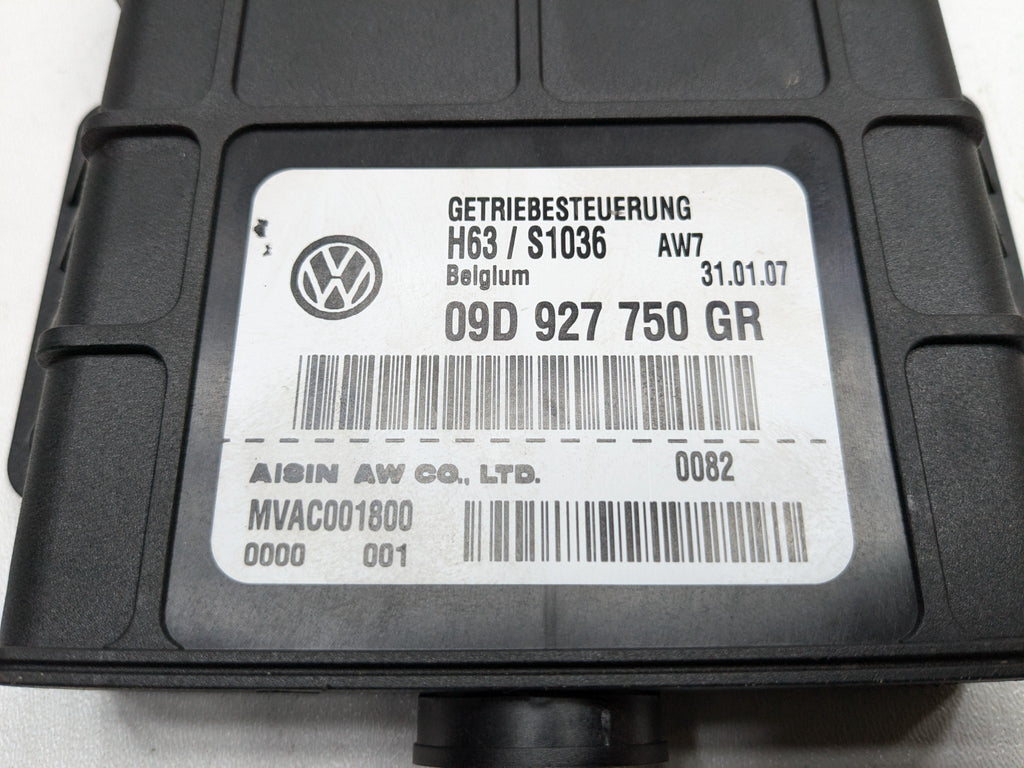 GETRIEBESTEUERUNG
H63 / S1036 AW7
Belgium 31.01.07
09D 927 750 GR
AISIN AW CO., LTD. 0082
MVAC001800
0000 001